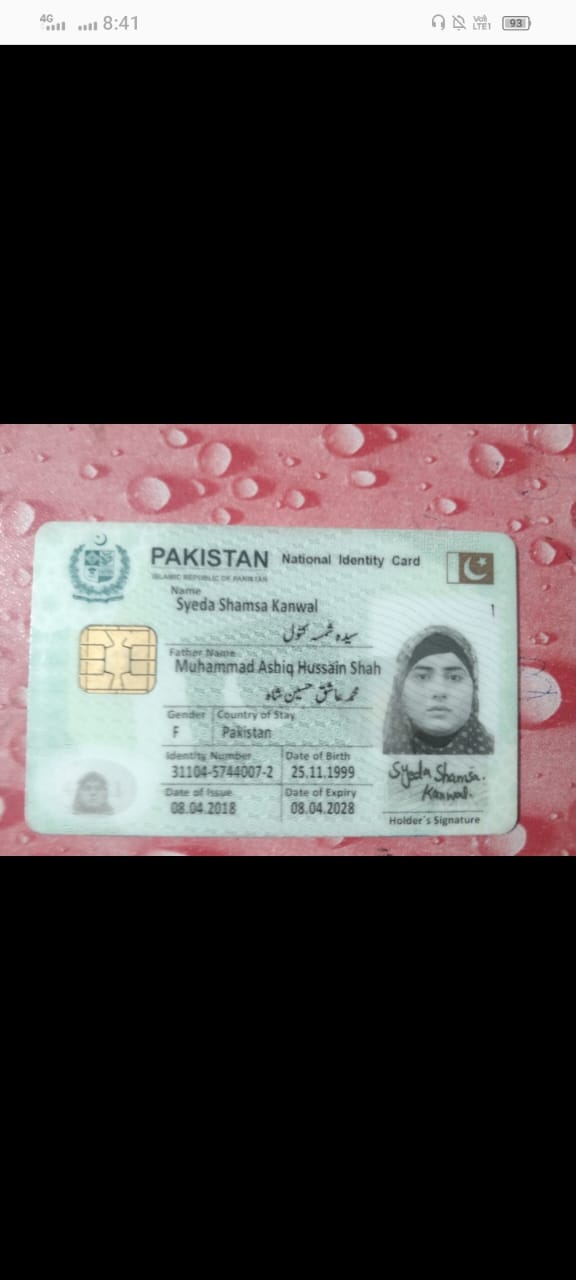 4G 8:41 Vo) LTE1 93
PAKISTAN National Identity Card
ISLAMIC REPUBLIC OF PAKISTAN
Name
Syeda Shamsa Kanwal
سیدہ شمسہ کنول
Father Name
Muhammad Ashiq Hussain Shah
محمد عاشق حسین شاہ
Gender Country of Stay
F Pakistan
Identity Number Date of Birth
31104-5744007-2 25.11.1999
Date of Issue Date of Expiry
08.04.2018 08.04.2028
Syeda Shamsa.
Kanwal.
Holder's Signature